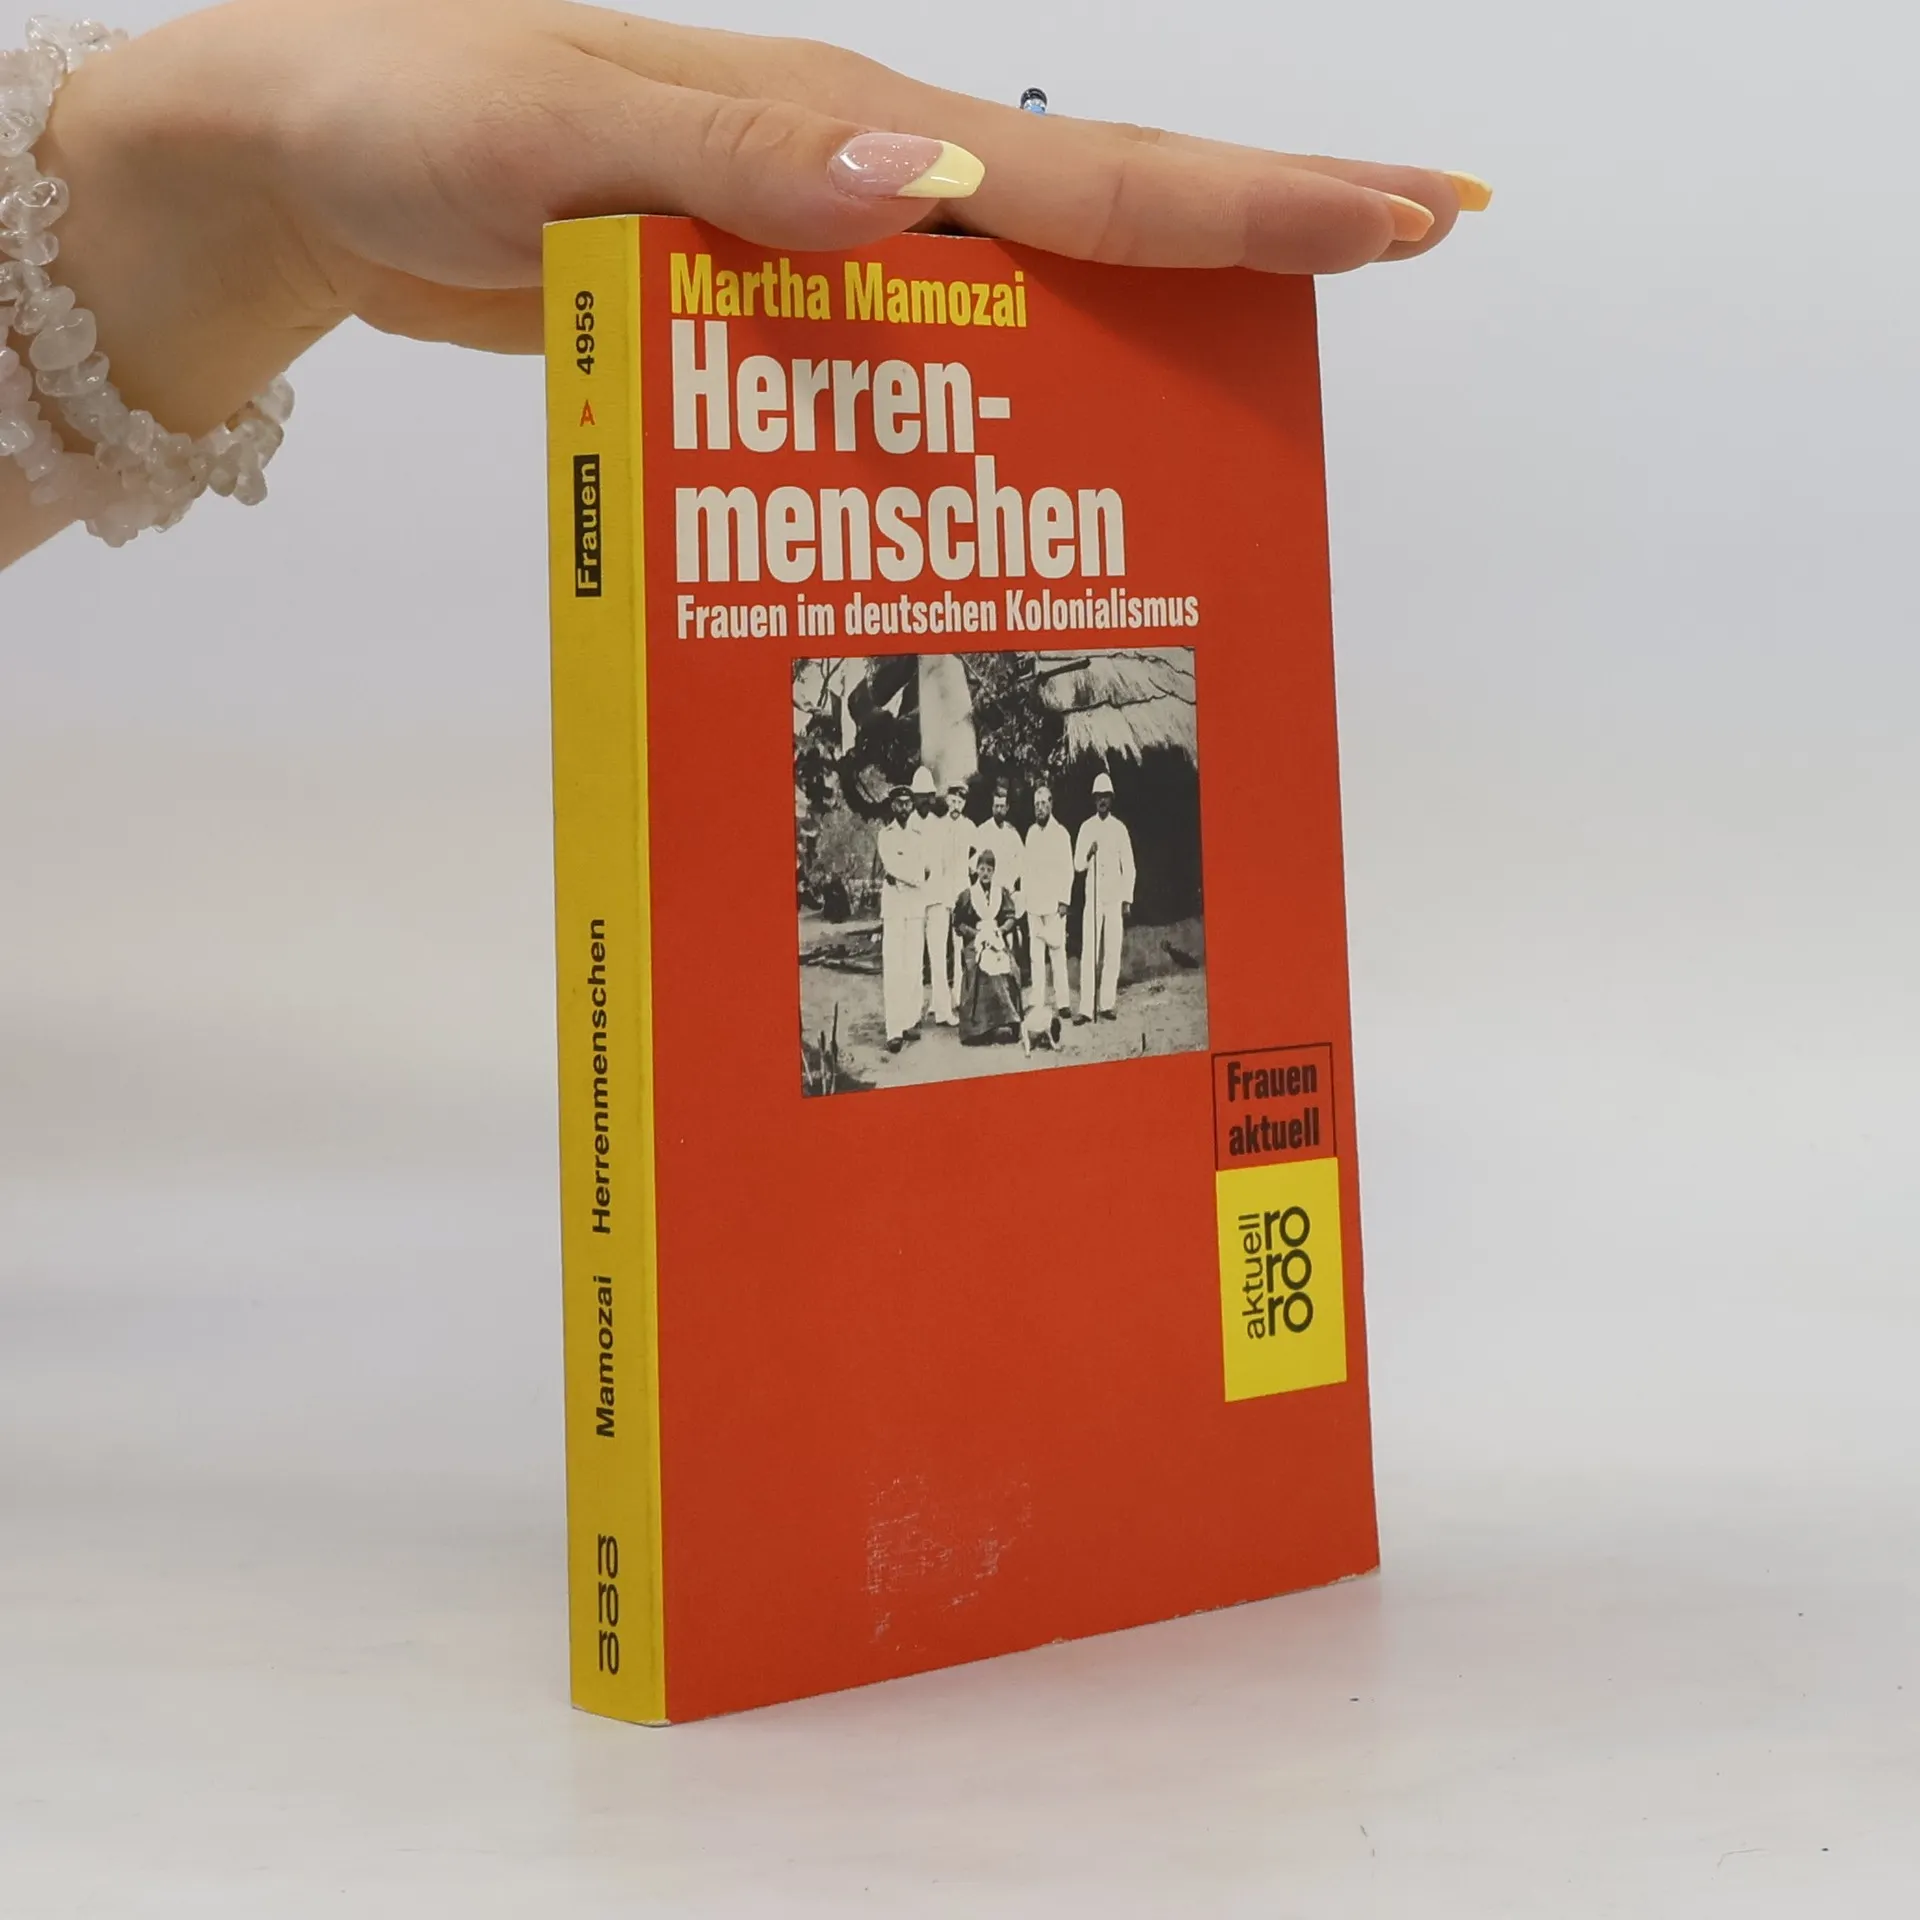 Martha Mamozai
Herren-
menschen
Frauen im deutschen Kolonialismus
Frauen
aktuell
aktuell
rororo
rororo Mamozai Herrenmenschen Frauen A 4959